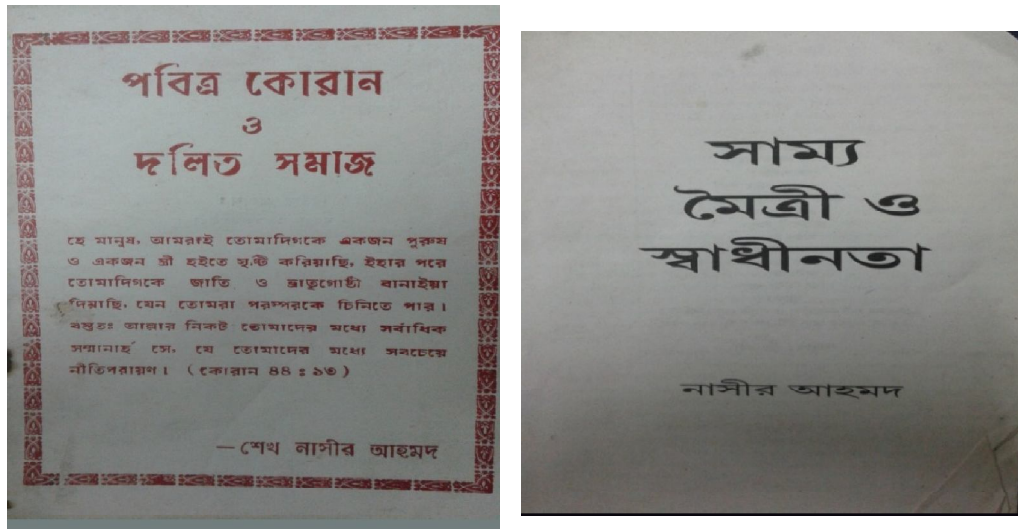 পবিত্র কোরান
ও
দলিত সমাজ
হে মানুষ, আমরাই তোমাদিগকে একজন পুরুষ
ও একজন স্ত্রী হইতে সৃষ্টি করিয়াছি, ইহার পরে
তোমাদিগকে জাতি ও ভ্রাতৃগোষ্ঠী বানাইয়া
দিয়াছি, যেন তোমরা পরস্পরকে চিনিতে পার।
বস্তুতঃ আল্লার নিকট তোমাদের মধ্যে সর্বাধিক
সম্মানার্হ সে, যে তোমাদের মধ্যে সবচেয়ে
নীতিপরায়ণ। (কোরান ৪৪ঃ১৩)
—শেখ নাসীর আহমদ
সাম্য
মৈত্রী ও
স্বাধীনতা
নাসীর আহমদ